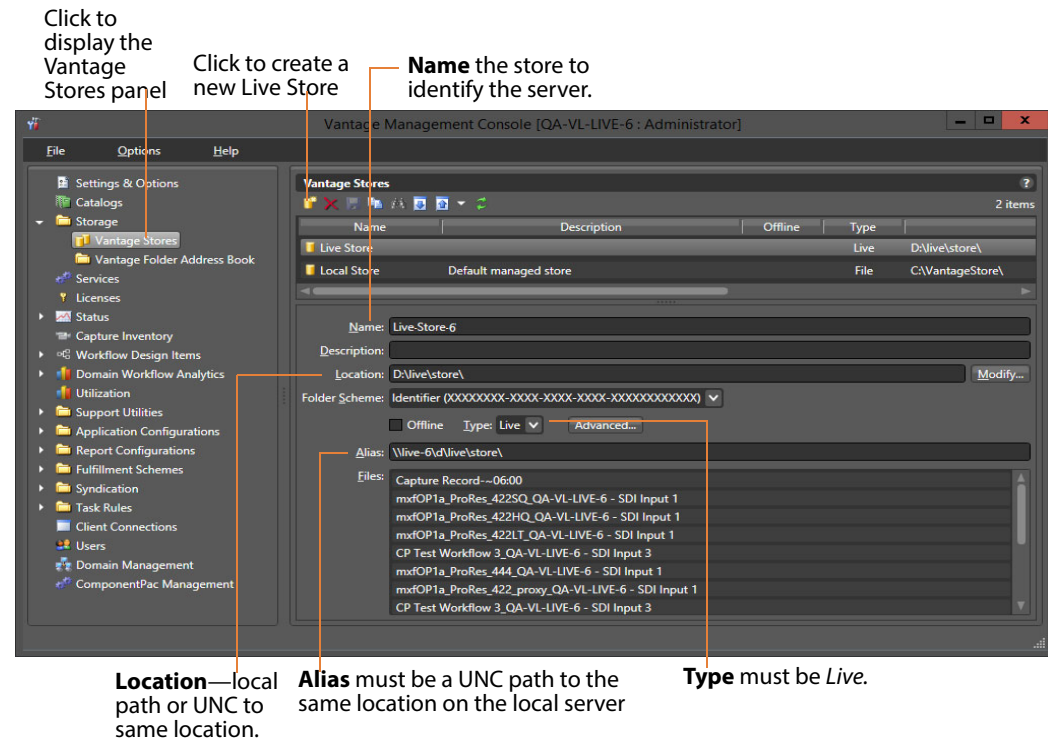 Click to
display the
Vantage
Stores panel
Click to create a
new Live Store
Name the store to
identify the server.
Vantage Management Console [QA-VL-LIVE-6 : Administrator]
File Options Help
Settings & Options
Catalogs
Storage
Vantage Stores
Vantage Folder Address Book
Services
Licenses
Status
Capture Inventory
Workflow Design Items
Domain Workflow Analytics
Utilization
Support Utilities
Application Configurations
Report Configurations
Fulfillment Schemes
Syndication
Task Rules
Client Connections
Users
Domain Management
ComponentPac Management
Vantage Stores ?
2 items
Name Description Offline Type
Live Store Live D:\live\store\
Local Store Default managed store File C:\VantageStore\
Name: Live-Store-6
Description:
Location: D:\live\store\ Modify...
Folder Scheme: Identifier (XXXXXXXX-XXXX-XXXX-XXXX-XXXXXXXXXXXX)
Offline Type: Live Advanced...
Alias: \\live-6\d\live\store\
Files: Capture Record-~06:00
mxfOP1a_ProRes_422SQ_QA-VL-LIVE-6 - SDI Input 1
mxfOP1a_ProRes_422HQ_QA-VL-LIVE-6 - SDI Input 1
mxfOP1a_ProRes_422LT_QA-VL-LIVE-6 - SDI Input 1
CP Test Workflow 3_QA-VL-LIVE-6 - SDI Input 3
mxfOP1a_ProRes_444_QA-VL-LIVE-6 - SDI Input 1
mxfOP1a_ProRes_422_proxy_QA-VL-LIVE-6 - SDI Input 1
CP Test Workflow 3_QA-VL-LIVE-6 - SDI Input 3
Location—local
path or UNC to
same location.
Alias must be a UNC path to the
same location on the local server
Type must be Live.